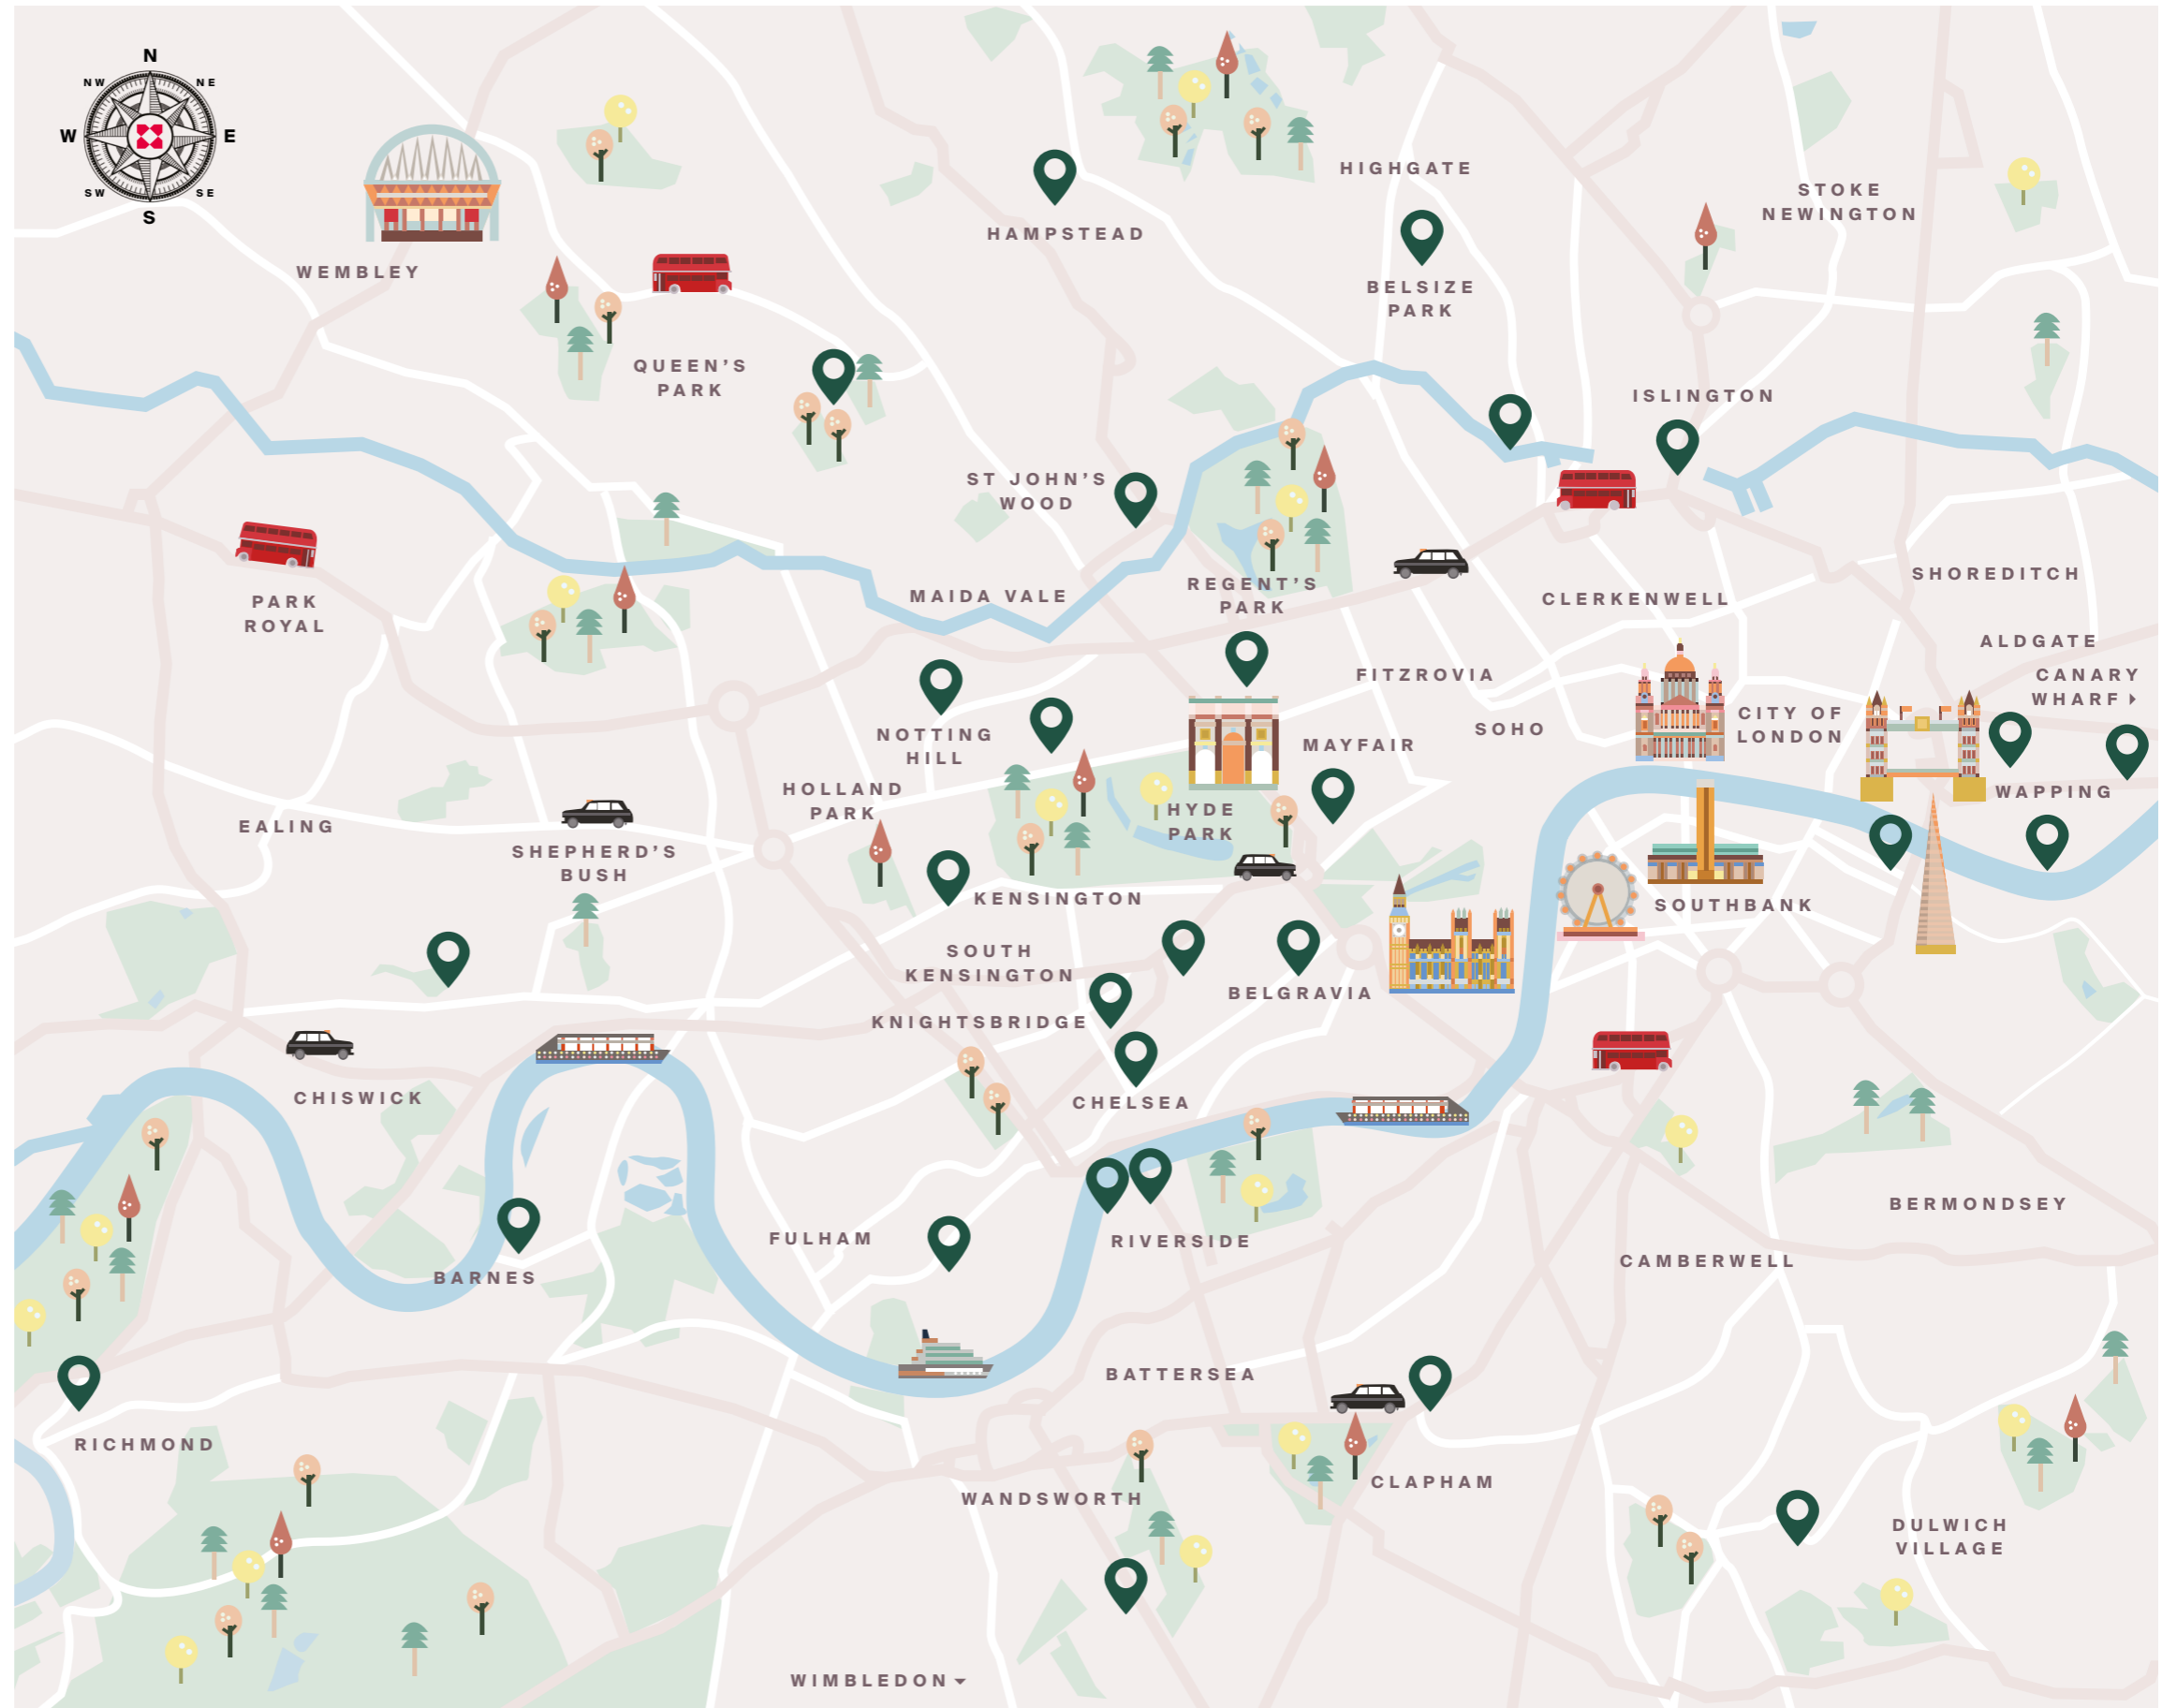 N
NW
NE
W
E
SW
SE
S
HIGHGATE
STOKE
NEWINGTON
HAMPSTEAD
WEMBLEY
BELSIZE
PARK
QUEEN'S
PARK
ISLINGTON
ST JOHN'S
WOOD
SHOREDITCH
REGENT'S
PARK
MAIDA VALE
CLERKENWELL
PARK
ROYAL
ALDGATE
FITZROVIA
CANARY
WHARF
CITY OF
LONDON
SOHO
NOTTING
HILL
MAYFAIR
HOLLAND
PARK
WAPPING
HYDE
PARK
EALING
SHEPHERD'S
BUSH
KENSINGTON
SOUTHBANK
SOUTH
KENSINGTON
BELGRAVIA
KNIGHTSBRIDGE
CHISWICK
CHELSEA
BERMONDSEY
FULHAM
RIVERSIDE
CAMBERWELL
BARNES
BATTERSEA
RICHMOND
CLAPHAM
WANDSWORTH
DULWICH
VILLAGE
WIMBLEDON